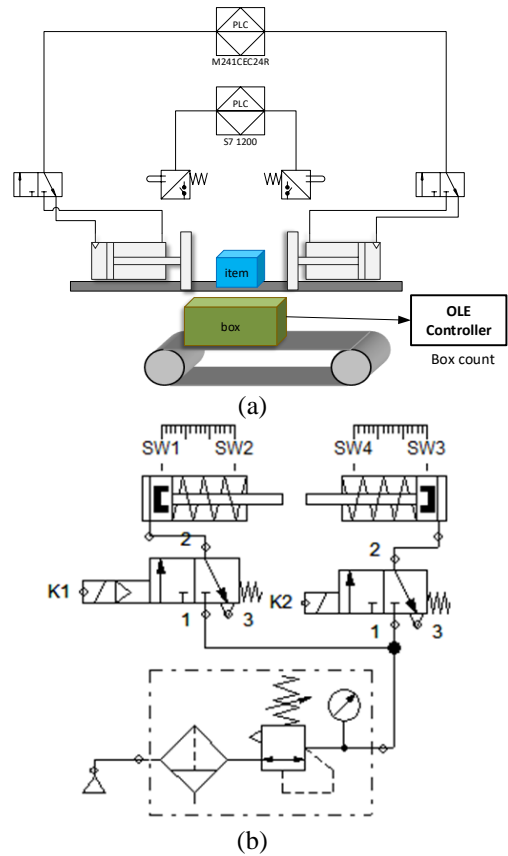 PLC
M241CEC24R
PLC
S7 1200
item
box
OLE
Controller
Box count
(a)
SW1 SW2 SW4 SW3
2 2
K1 K2
1 3 1 3
(b)